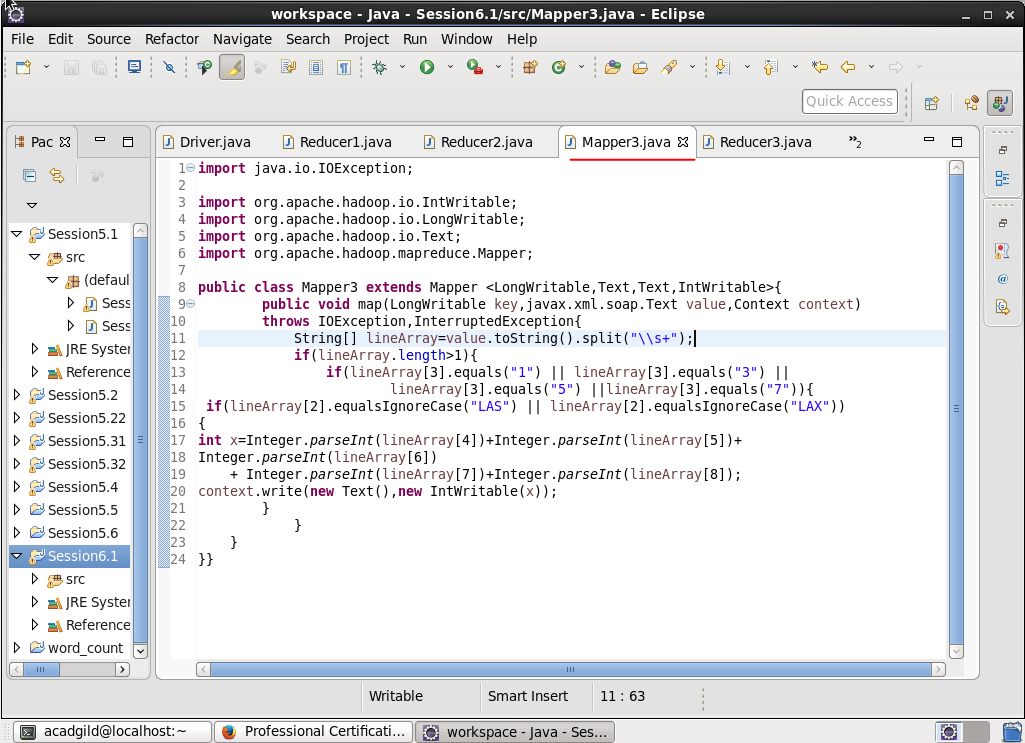 workspace - Java - Session6.1/src/Mapper3.java - Eclipse
File Edit Source Refactor Navigate Search Project Run Window Help
Quick Access
Pac
Driver.java Reducer1.java Reducer2.java Mapper3.java Reducer3.java »2
1 import java.io.IOException;
2
3 import org.apache.hadoop.io.IntWritable;
4 import org.apache.hadoop.io.LongWritable;
5 import org.apache.hadoop.io.Text;
6 import org.apache.hadoop.mapreduce.Mapper;
7
8 public class Mapper3 extends Mapper <LongWritable,Text,Text,IntWritable>{
9 public void map(LongWritable key,javax.xml.soap.Text value,Context context)
10 throws IOException,InterruptedException{
11 String[] lineArray=value.toString().split("\\s+");
12 if(lineArray.length>1){
13 if(lineArray[3].equals("1") || lineArray[3].equals("3") ||
14 lineArray[3].equals("5") ||lineArray[3].equals("7")){
15 if(lineArray[2].equalsIgnoreCase("LAS") || lineArray[2].equalsIgnoreCase("LAX"))
16 {
17 int x=Integer.parseInt(lineArray[4])+Integer.parseInt(lineArray[5])+
18 Integer.parseInt(lineArray[6])
19 + Integer.parseInt(lineArray[7])+Integer.parseInt(lineArray[8]);
20 context.write(new Text(),new IntWritable(x));
21 }
22 }
23 }
24 }}
Session5.1
src
(defaul
Sess
Sess
JRE Syster
Reference
Session5.2
Session5.22
Session5.31
Session5.32
Session5.4
Session5.5
Session5.6
Session6.1
src
JRE Syster
Reference
word_count
Writable Smart Insert 11 : 63
acadgild@localhost:~ Professional Certificati... workspace - Java - Ses...